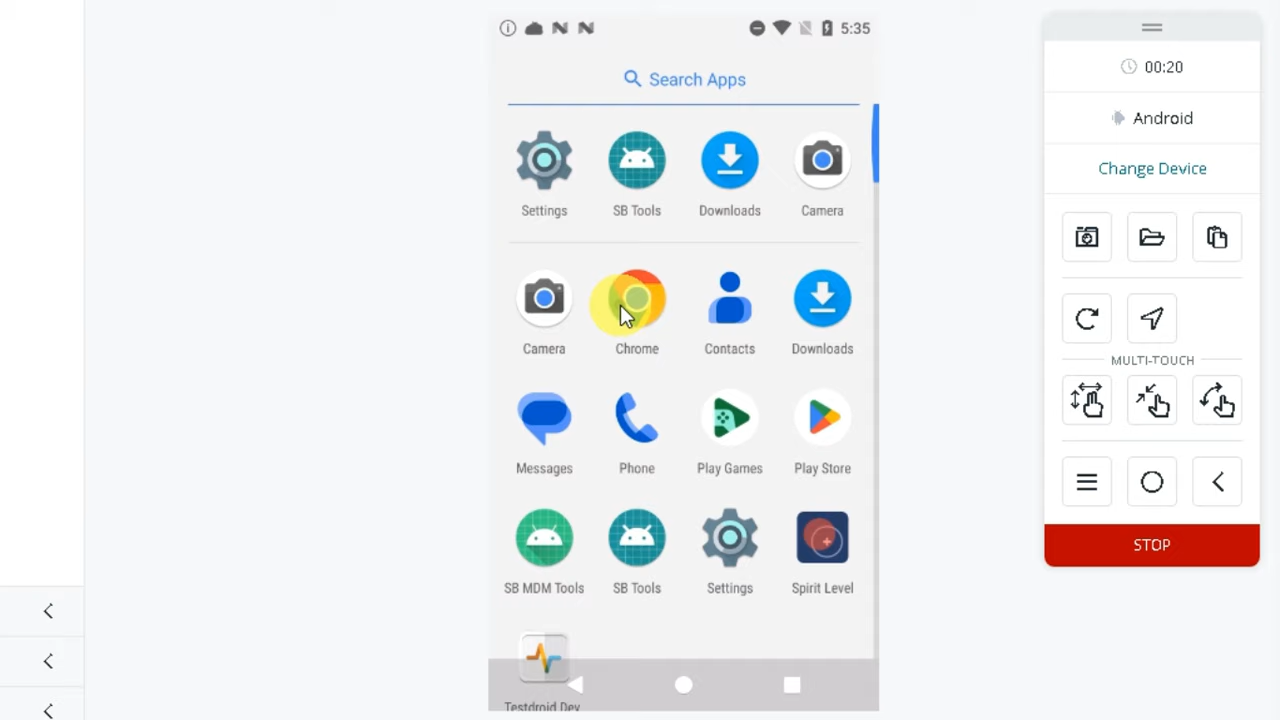 5:35
Search Apps
Settings SB Tools Downloads Camera
Camera Chrome Contacts Downloads
Messages Phone Play Games Play Store
SB MDM Tools SB Tools Settings Spirit Level
Testdroid Dev
00:20
Android
Change Device
MULTI-TOUCH
STOP